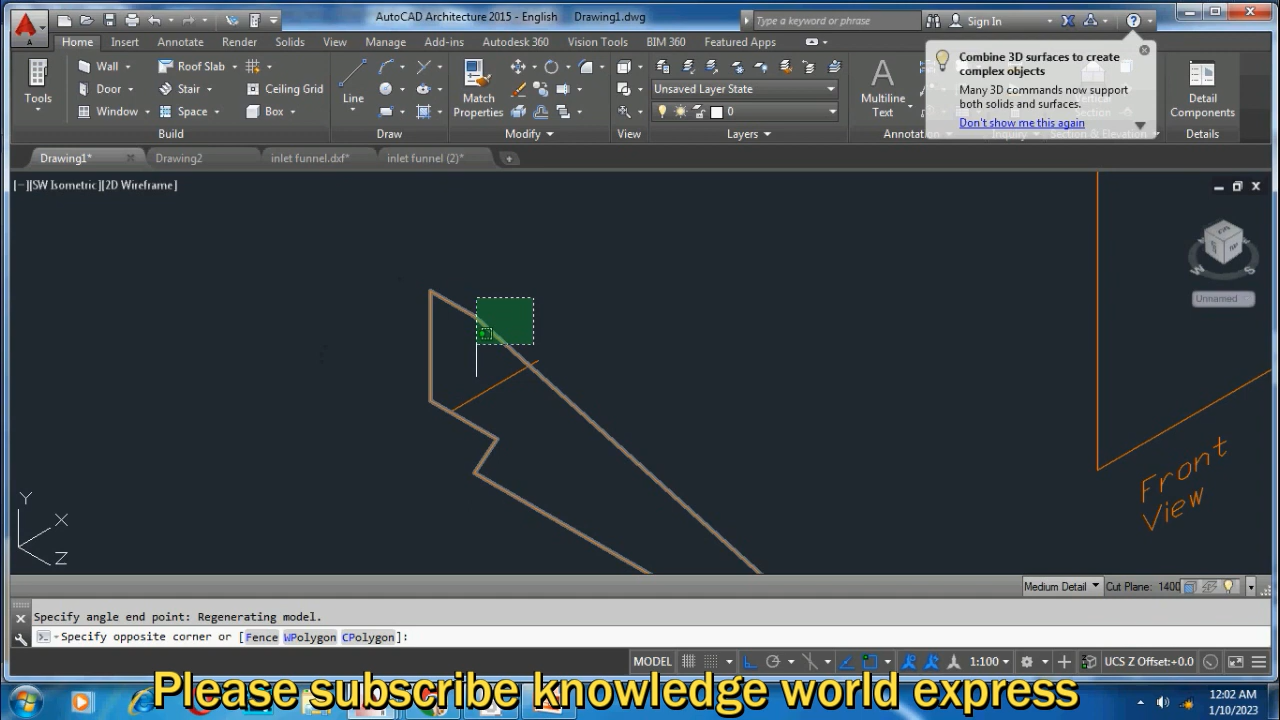 AutoCAD Architecture 2015 - English Drawing1.dwg
Type a keyword or phrase
Sign In
Home Insert Annotate Render Solids View Manage Add-ins Autodesk 360 Vision Tools BIM 360 Featured Apps
Combine 3D surfaces to create
complex objects
Many 3D commands now support
both solids and surfaces.
Don't show me this again
Wall
Roof Slab
Door
Stair
Ceiling Grid
Window
Space
Box
Tools
Line
Match
Properties
Unsaved Layer State
0
Multiline
Text
Detail
Components
Build
Draw
Modify
View
Layers
Details
Drawing1*
Drawing2
inlet funnel.dxf*
inlet funnel (2)*
[−][SW Isometric][2D Wireframe]
W
S
Unnamed
Front
View
Y
X
Z
Medium Detail
Cut Plane: 1400
Specify angle end point: Regenerating model.
Specify opposite corner or [Fence WPolygon CPolygon]:
MODEL
1:100
UCS Z Offset:+0.0
Please subscribe knowledge world express
12:02 AM
1/10/2023